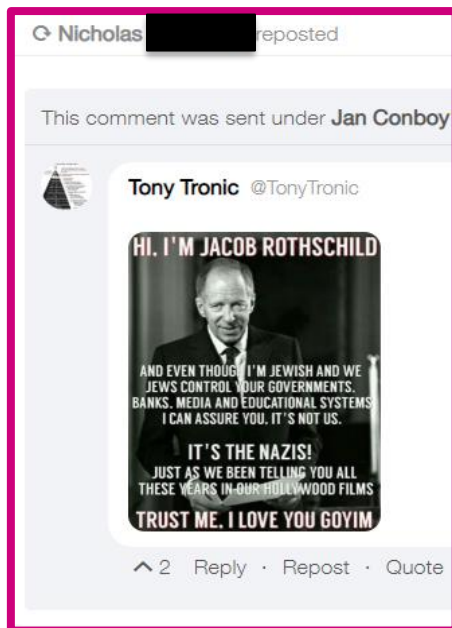 Nicholas reposted
This comment was sent under Jan Conboy
Tony Tronic @TonyTronic
HI, I'M JACOB ROTHSCHILD
AND EVEN THOUGH I'M JEWISH AND WE
JEWS CONTROL YOUR GOVERNMENTS,
BANKS, MEDIA AND EDUCATIONAL SYSTEMS
I CAN ASSURE YOU, IT'S NOT US.
IT'S THE NAZIS!
JUST AS WE BEEN TELLING YOU ALL
THESE YEARS IN OUR HOLLYWOOD FILMS
TRUST ME. I LOVE YOU GOYIM
2 Reply · Repost · Quote